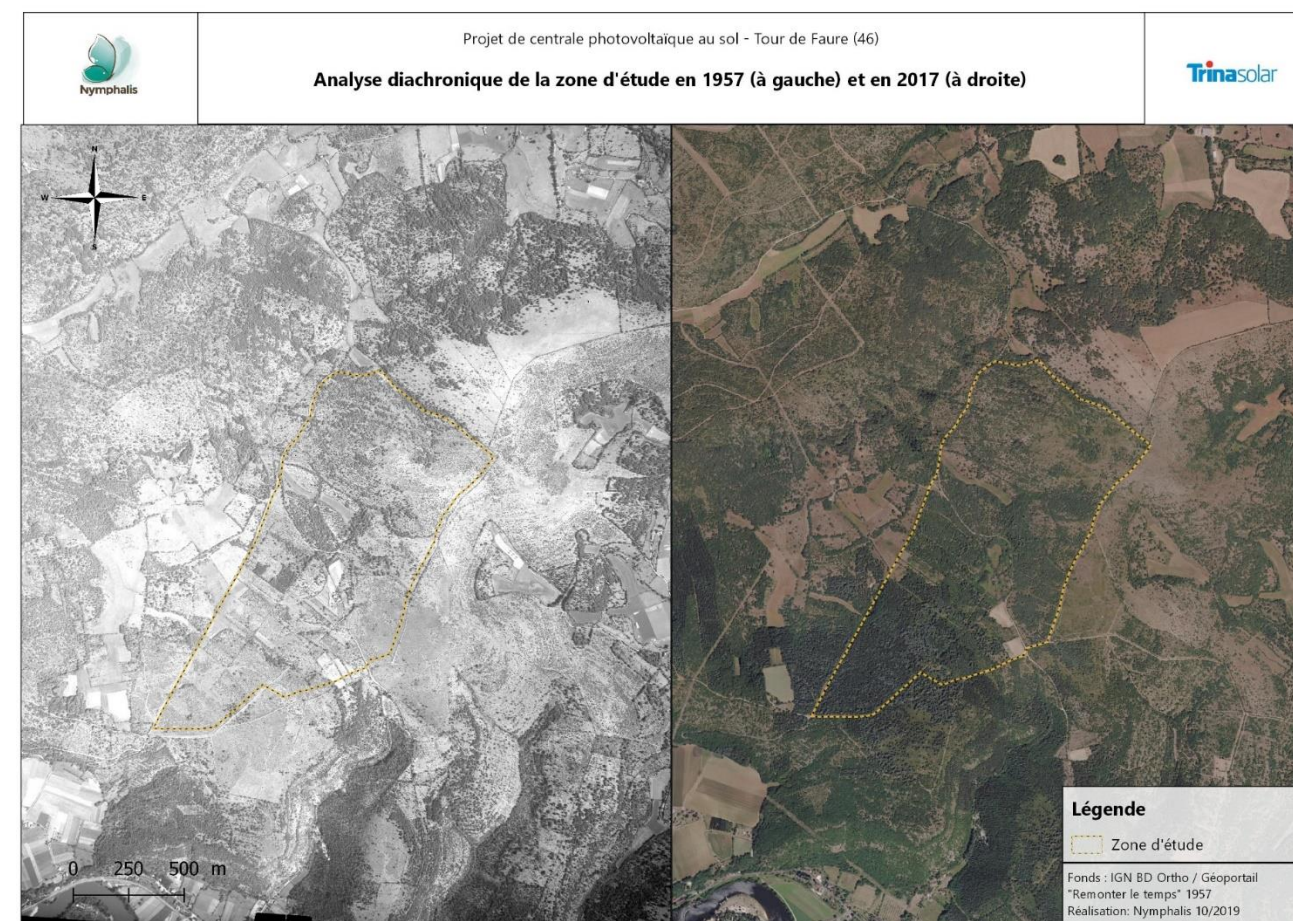 Nymphalis
Projet de centrale photovoltaïque au sol - Tour de Faure (46)
Analyse diachronique de la zone d'étude en 1957 (à gauche) et en 2017 (à droite)
Trinasolar
N
W E
S
0 250 500 m
Légende
Zone d'étude
Fonds : IGN BD Ortho / Géoportail
"Remonter le temps" 1957
Réalisation: Nymphalis 10/2019